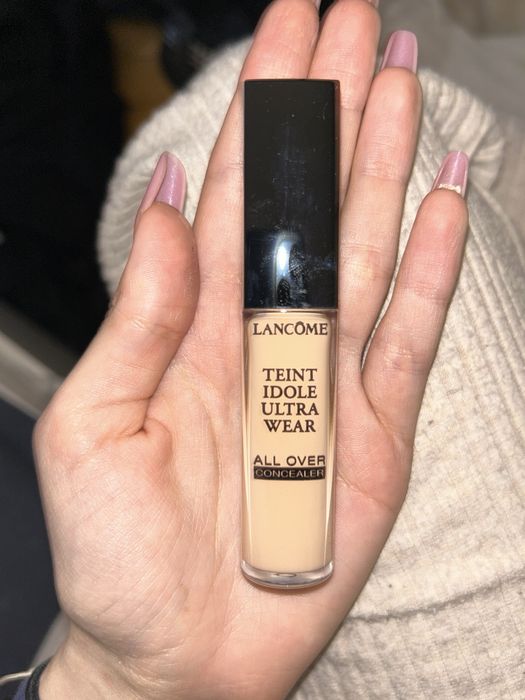 LANCÔME
TEINT
IDOLE
ULTRA
WEAR
ALL OVER
CONCEALER